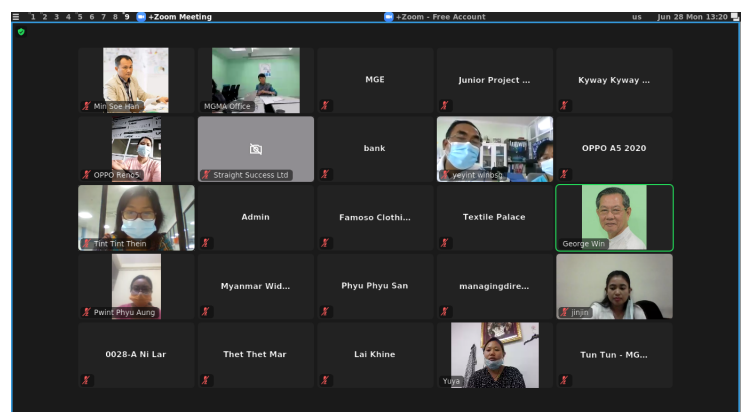 1 2 3 4 5 6 7 8 9 +Zoom Meeting
+Zoom - Free Account
us Jun 28 Mon 13:20
Min Soe Han
MGMA Office
MGE
Junior Project ...
Kyway Kyway ...
OPPO Reno5
Straight Success Ltd
bank
yeyint winosg
OPPO A5 2020
Tint Tint Thein
Admin
Famoso Clothi...
Textile Palace
George Win
Pwint Phyu Aung
Myanmar Wid...
Phyu Phyu San
managingdire...
jinjin
0028-A Ni Lar
Thet Thet Mar
Lai Khine
Yuya
Tun Tun - MG...